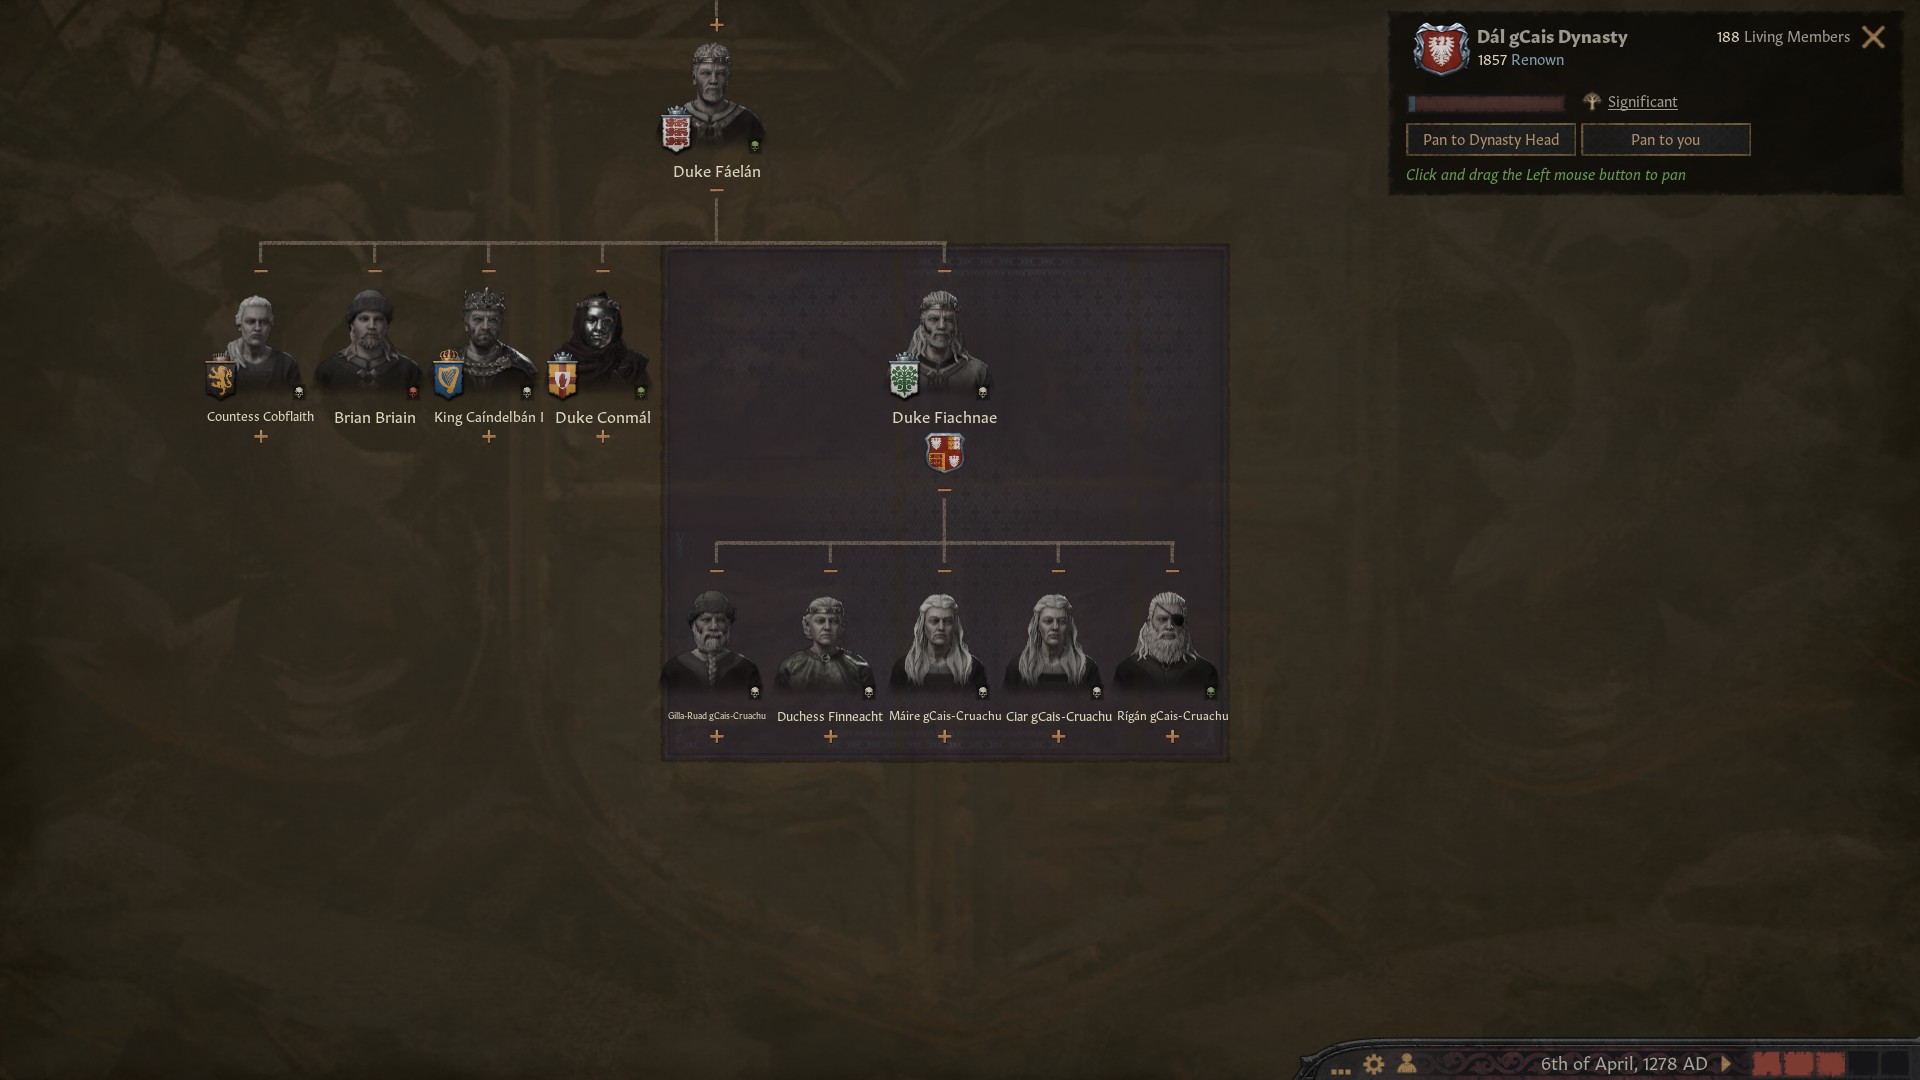 Dál gCais Dynasty
188 Living Members
1857 Renown
Significant
Pan to Dynasty Head
Pan to you
Click and drag the Left mouse button to pan
Duke Fáelán
Countess Cobflaith
Brian Briain
King Caíndelbán I
Duke Conmál
Duke Fiachnae
Gilla-Ruad gCais-Cruachu
Duchess Finneacht
Máire gCais-Cruachu
Ciar gCais-Cruachu
Rígán gCais-Cruachu
...
6th of April, 1278 AD